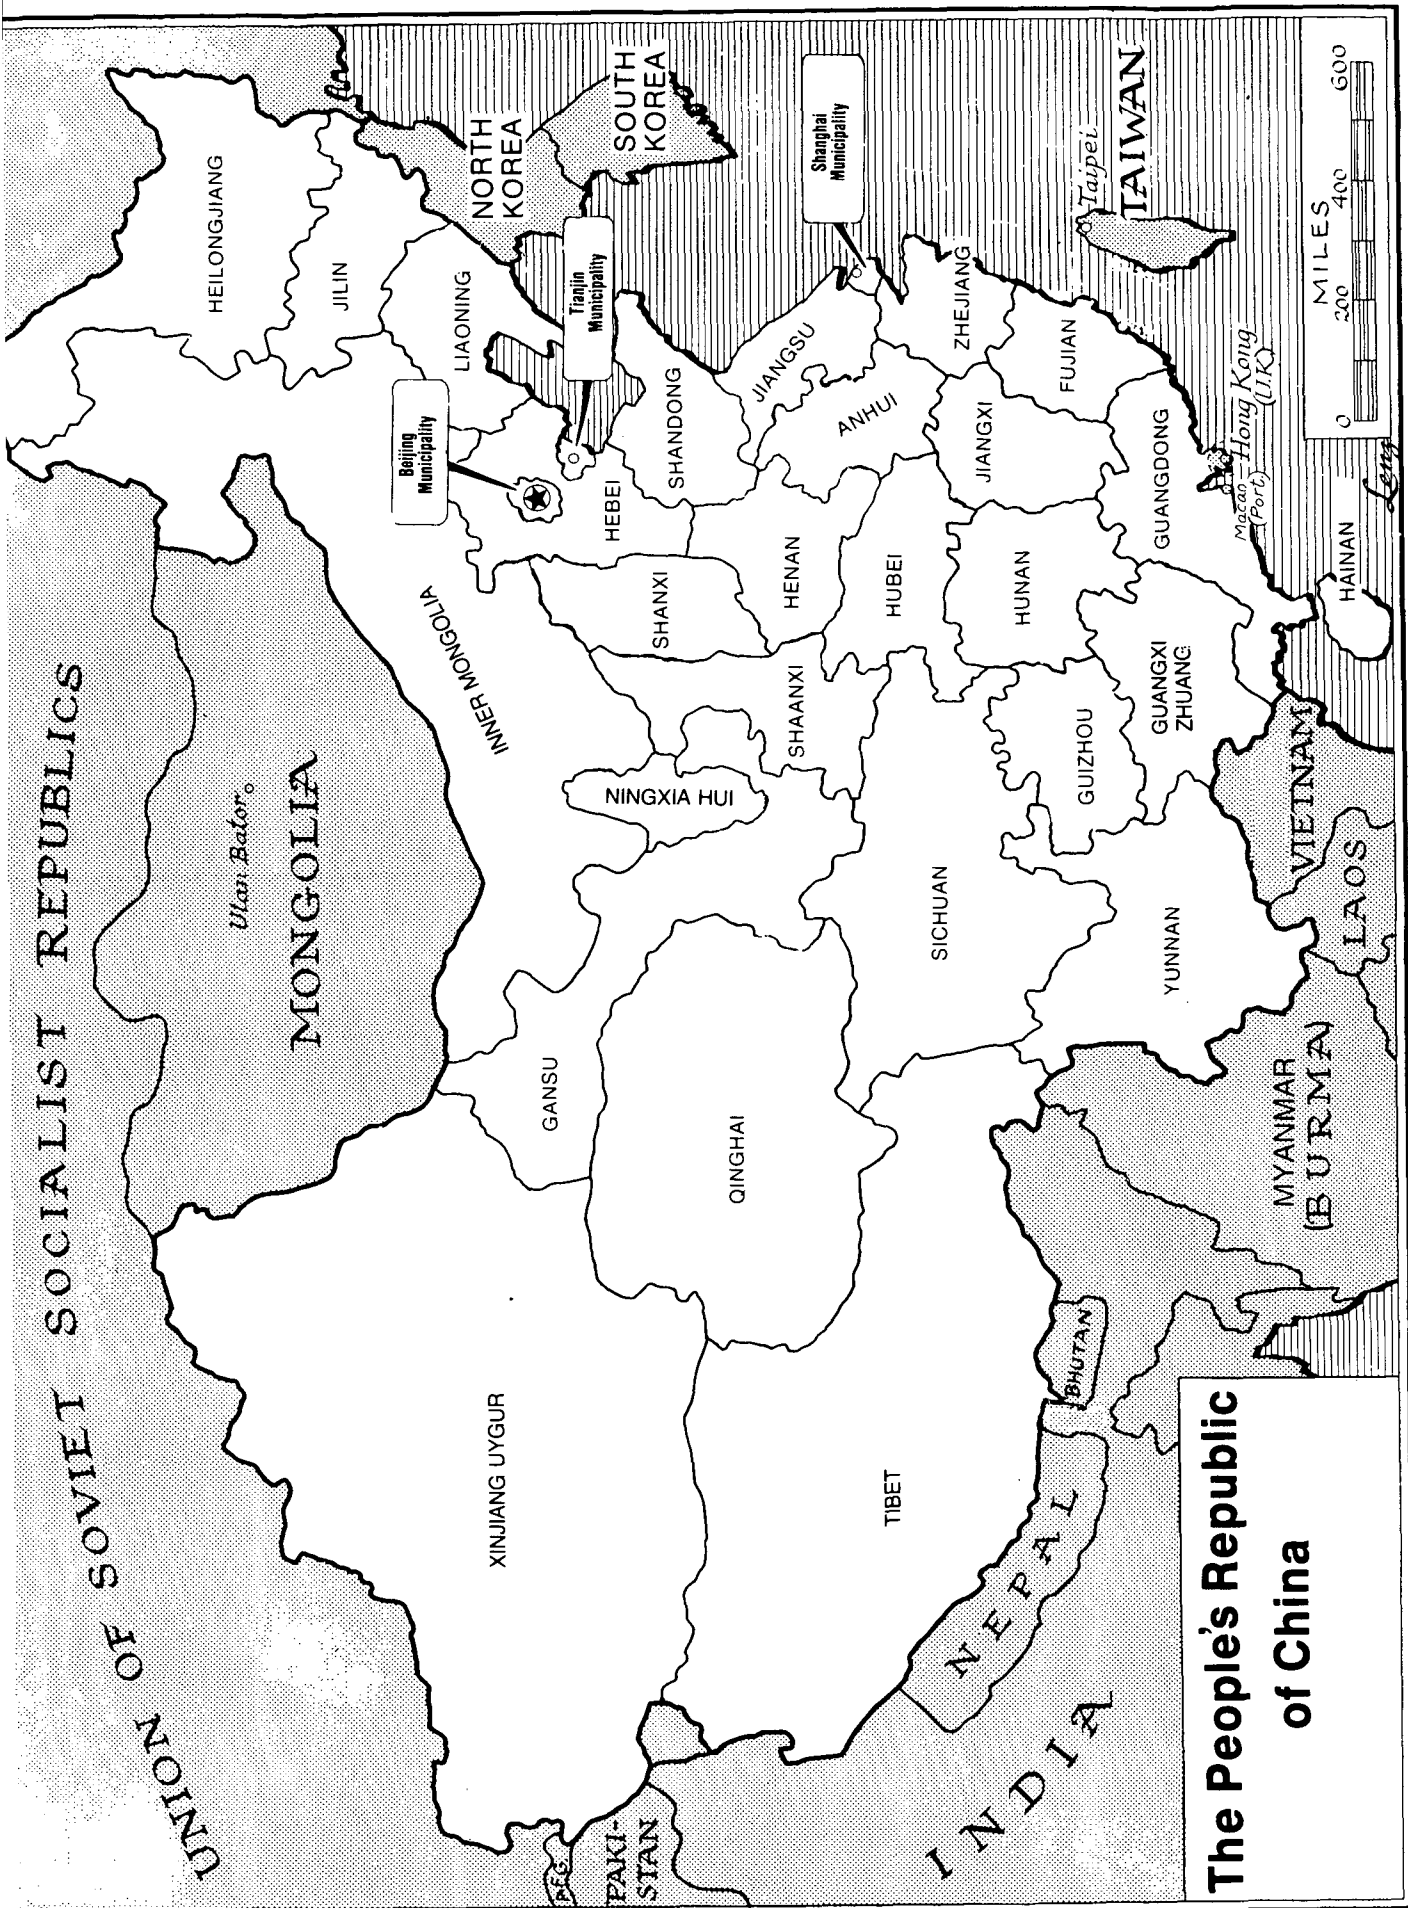 UNION OF SOVIET SOCIALIST REPUBLICS
Ulan Bator
MONGOLIA
HEILONGJIANG
JILIN
LIAONING
NORTH
KOREA
SOUTH
KOREA
Beijing
Municipality
Tianjin
Municipality
Shanghai
Municipality
INNER MONGOLIA
XINJIANG UYGUR
GANSU
NINGXIA HUI
HEBEI
SHANXI
SHANDONG
QINGHAI
SHAANXI
HENAN
JIANGSU
ANHUI
TIBET
SICHUAN
HUBEI
ZHEJIANG
HUNAN
JIANGXI
FUJIAN
GUIZHOU
YUNNAN
GUANGXI
ZHUANG
GUANGDONG
Taipei
TAIWAN
Macao
(Port.)
Hong Kong
(U.K.)
HAINAN
PAKI-
STAN
INDIA
NEPAL
BHUTAN
MYANMAR
(BURMA)
LAOS
VIETNAM
The People's Republic
of China
MILES
0 200 400 600